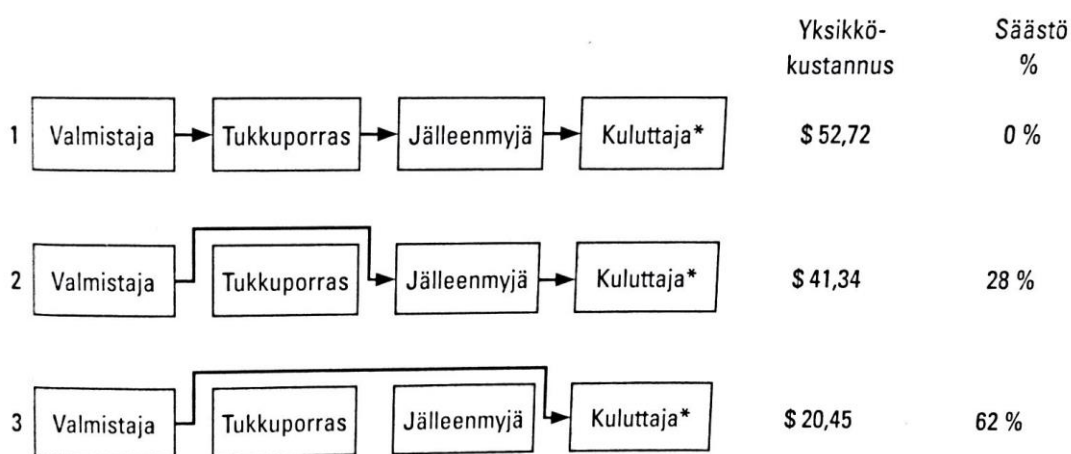 Yksikkö- Säästö
kustannus %
1 Valmistaja Tukkuporras Jälleenmyjä Kuluttaja* $ 52,72 0 %
2 Valmistaja Tukkuporras Jälleenmyjä Kuluttaja* $ 41,34 28 %
3 Valmistaja Tukkuporras Jälleenmyjä Kuluttaja* $ 20,45 62 %